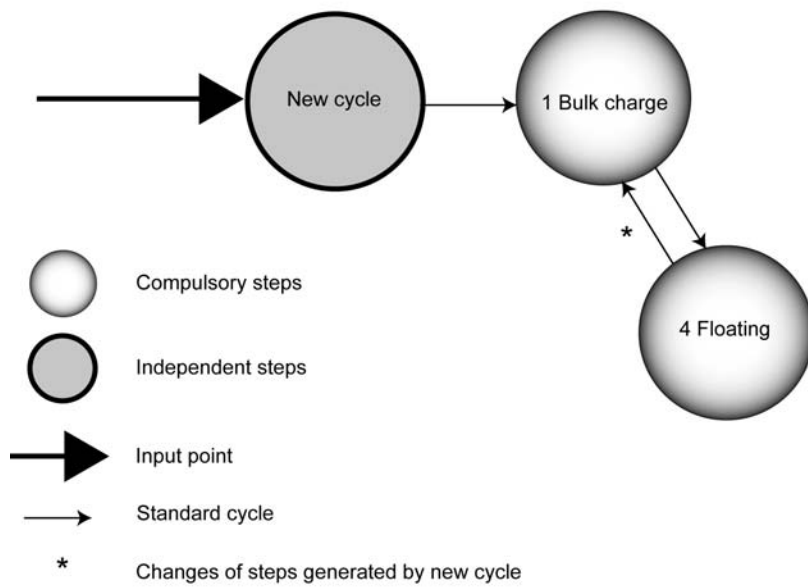 New cycle
1 Bulk charge
*
4 Floating
Compulsory steps
Independent steps
Input point
Standard cycle
* Changes of steps generated by new cycle